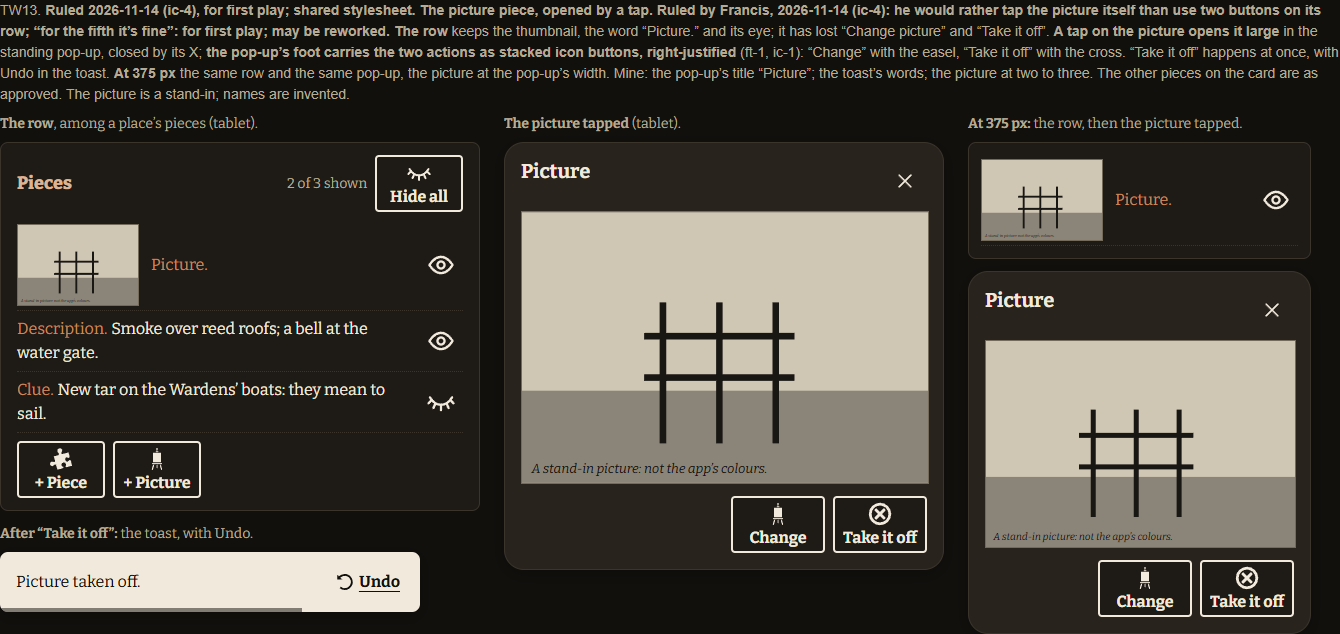 TW13. Ruled 2026-11-14 (ic-4), for first play; shared stylesheet. The picture piece, opened by a tap. Ruled by Francis, 2026-11-14 (ic-4): he would rather tap the picture itself than use two buttons on its
row; “for the fifth it’s fine”: for first play; may be reworked. The row keeps the thumbnail, the word “Picture.” and its eye; it has lost “Change picture” and “Take it off”. A tap on the picture opens it large in the
standing pop-up, closed by its X; the pop-up’s foot carries the two actions as stacked icon buttons, right-justified (ft-1, ic-1): “Change” with the easel, “Take it off” with the cross. “Take it off” happens at once, with
Undo in the toast. At 375 px the same row and the same pop-up, the picture at the pop-up’s width. Mine: the pop-up’s title “Picture”; the toast’s words; the picture at two to three. The other pieces on the card are as
approved. The picture is a stand-in; names are invented.
The row, among a place’s pieces (tablet).
Pieces
2 of 3 shown
Hide all
Picture.
Description. Smoke over reed roofs; a bell at the
water gate.
Clue. New tar on the Wardens’ boats: they mean to
sail.
+ Piece
+ Picture
After “Take it off”: the toast, with Undo.
Picture taken off.
Undo
The picture tapped (tablet).
Picture
A stand-in picture: not the app’s colours.
Change
Take it off
At 375 px: the row, then the picture tapped.
Picture.
Picture
A stand-in picture: not the app’s colours.
Change
Take it off